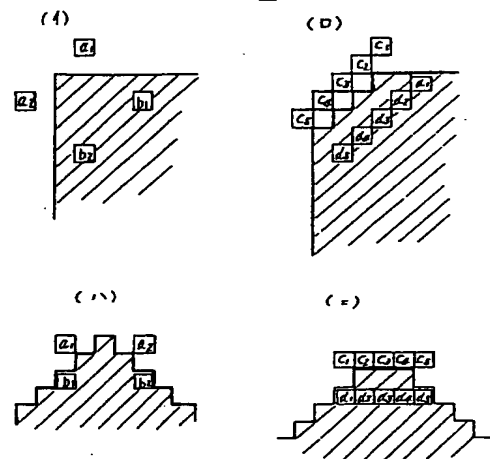 (イ)
a₁
a₂
b₁
b₂
(ロ)
c₁
c₂
c₃
c₄
c₅
d₁
d₂
d₃
d₄
d₅
(ハ)
a₁ a₂
b₁ b₂
(ニ)
c₁ c₂ c₃ c₄ c₅
d₁ d₂ d₃ d₄ d₅